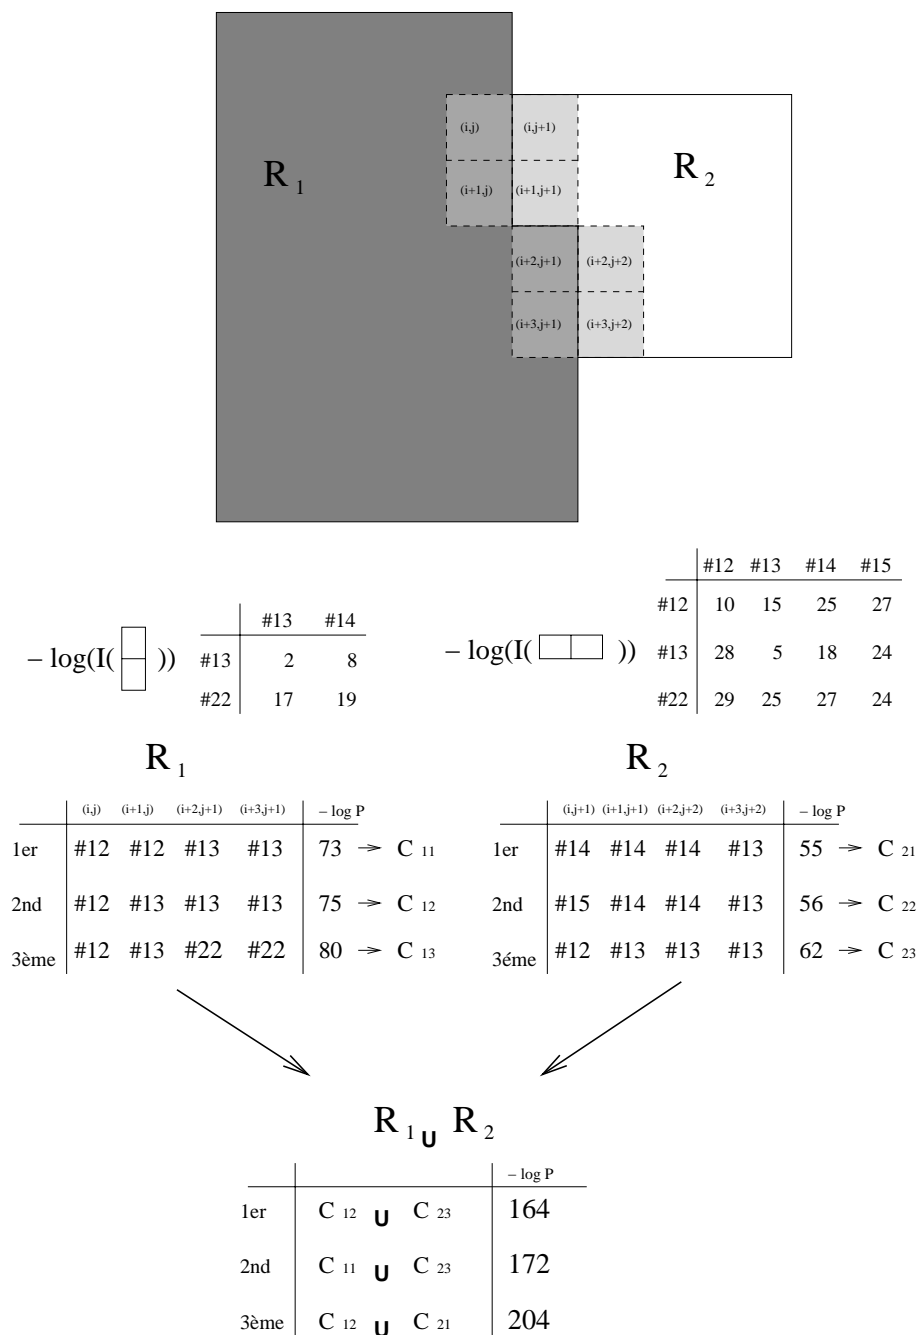 (i,j) (i,j+1)
R 1 R 2
(i+1,j) (i+1,j+1)
(i+2,j+1) (i+2,j+2)
(i+3,j+1) (i+3,j+2)
− log(I( ))
#13 #14
#13 2 8
#22 17 19
− log(I( ))
#12 #13 #14 #15
#12 10 15 25 27
#13 28 5 18 24
#22 29 25 27 24
R 1
(i,j) (i+1,j) (i+2,j+1) (i+3,j+1) − log P
1er #12 #12 #13 #13 73 → C 11
2nd #12 #13 #13 #13 75 → C 12
3ème #12 #13 #22 #22 80 → C 13
R 2
(i,j+1) (i+1,j+1) (i+2,j+2) (i+3,j+2) − log P
1er #14 #14 #14 #13 55 → C 21
2nd #15 #14 #14 #13 56 → C 22
3éme #12 #13 #13 #13 62 → C 23
R 1 U R 2
− log P
1er C 12 U C 23 164
2nd C 11 U C 23 172
3ème C 12 U C 21 204